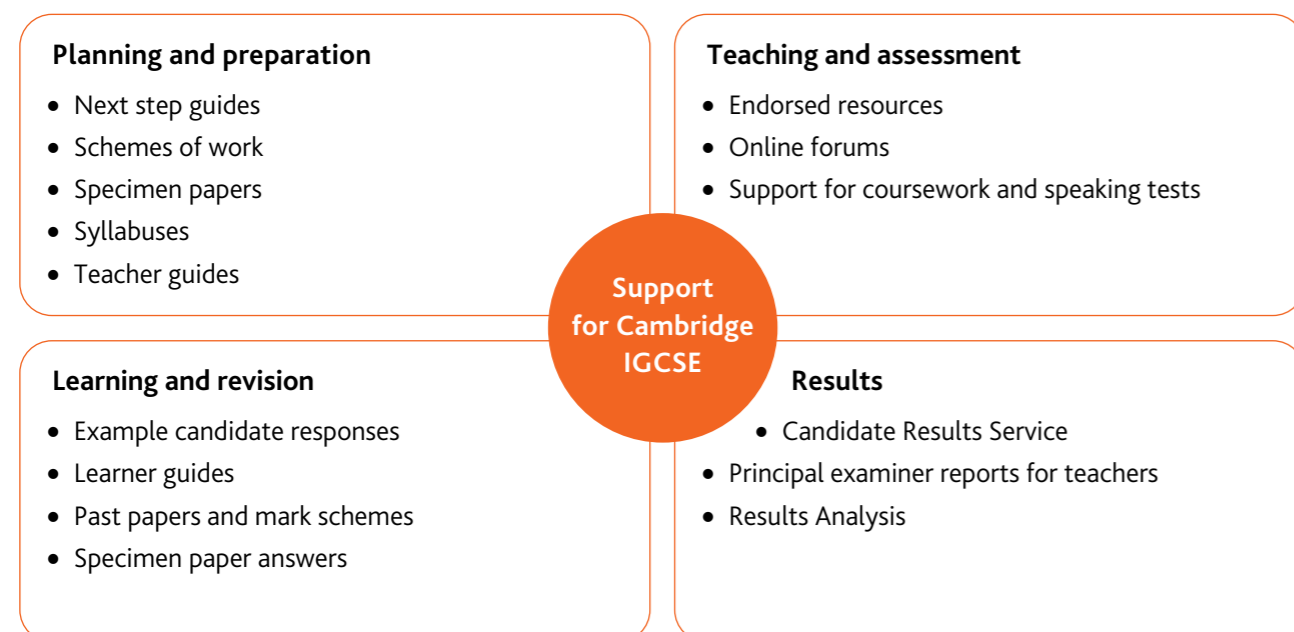 Planning and preparation
• Next step guides
• Schemes of work
• Specimen papers
• Syllabuses
• Teacher guides
Teaching and assessment
• Endorsed resources
• Online forums
• Support for coursework and speaking tests
Support
for Cambridge
IGCSE
Learning and revision
• Example candidate responses
• Learner guides
• Past papers and mark schemes
• Specimen paper answers
Results
• Candidate Results Service
• Principal examiner reports for teachers
• Results Analysis